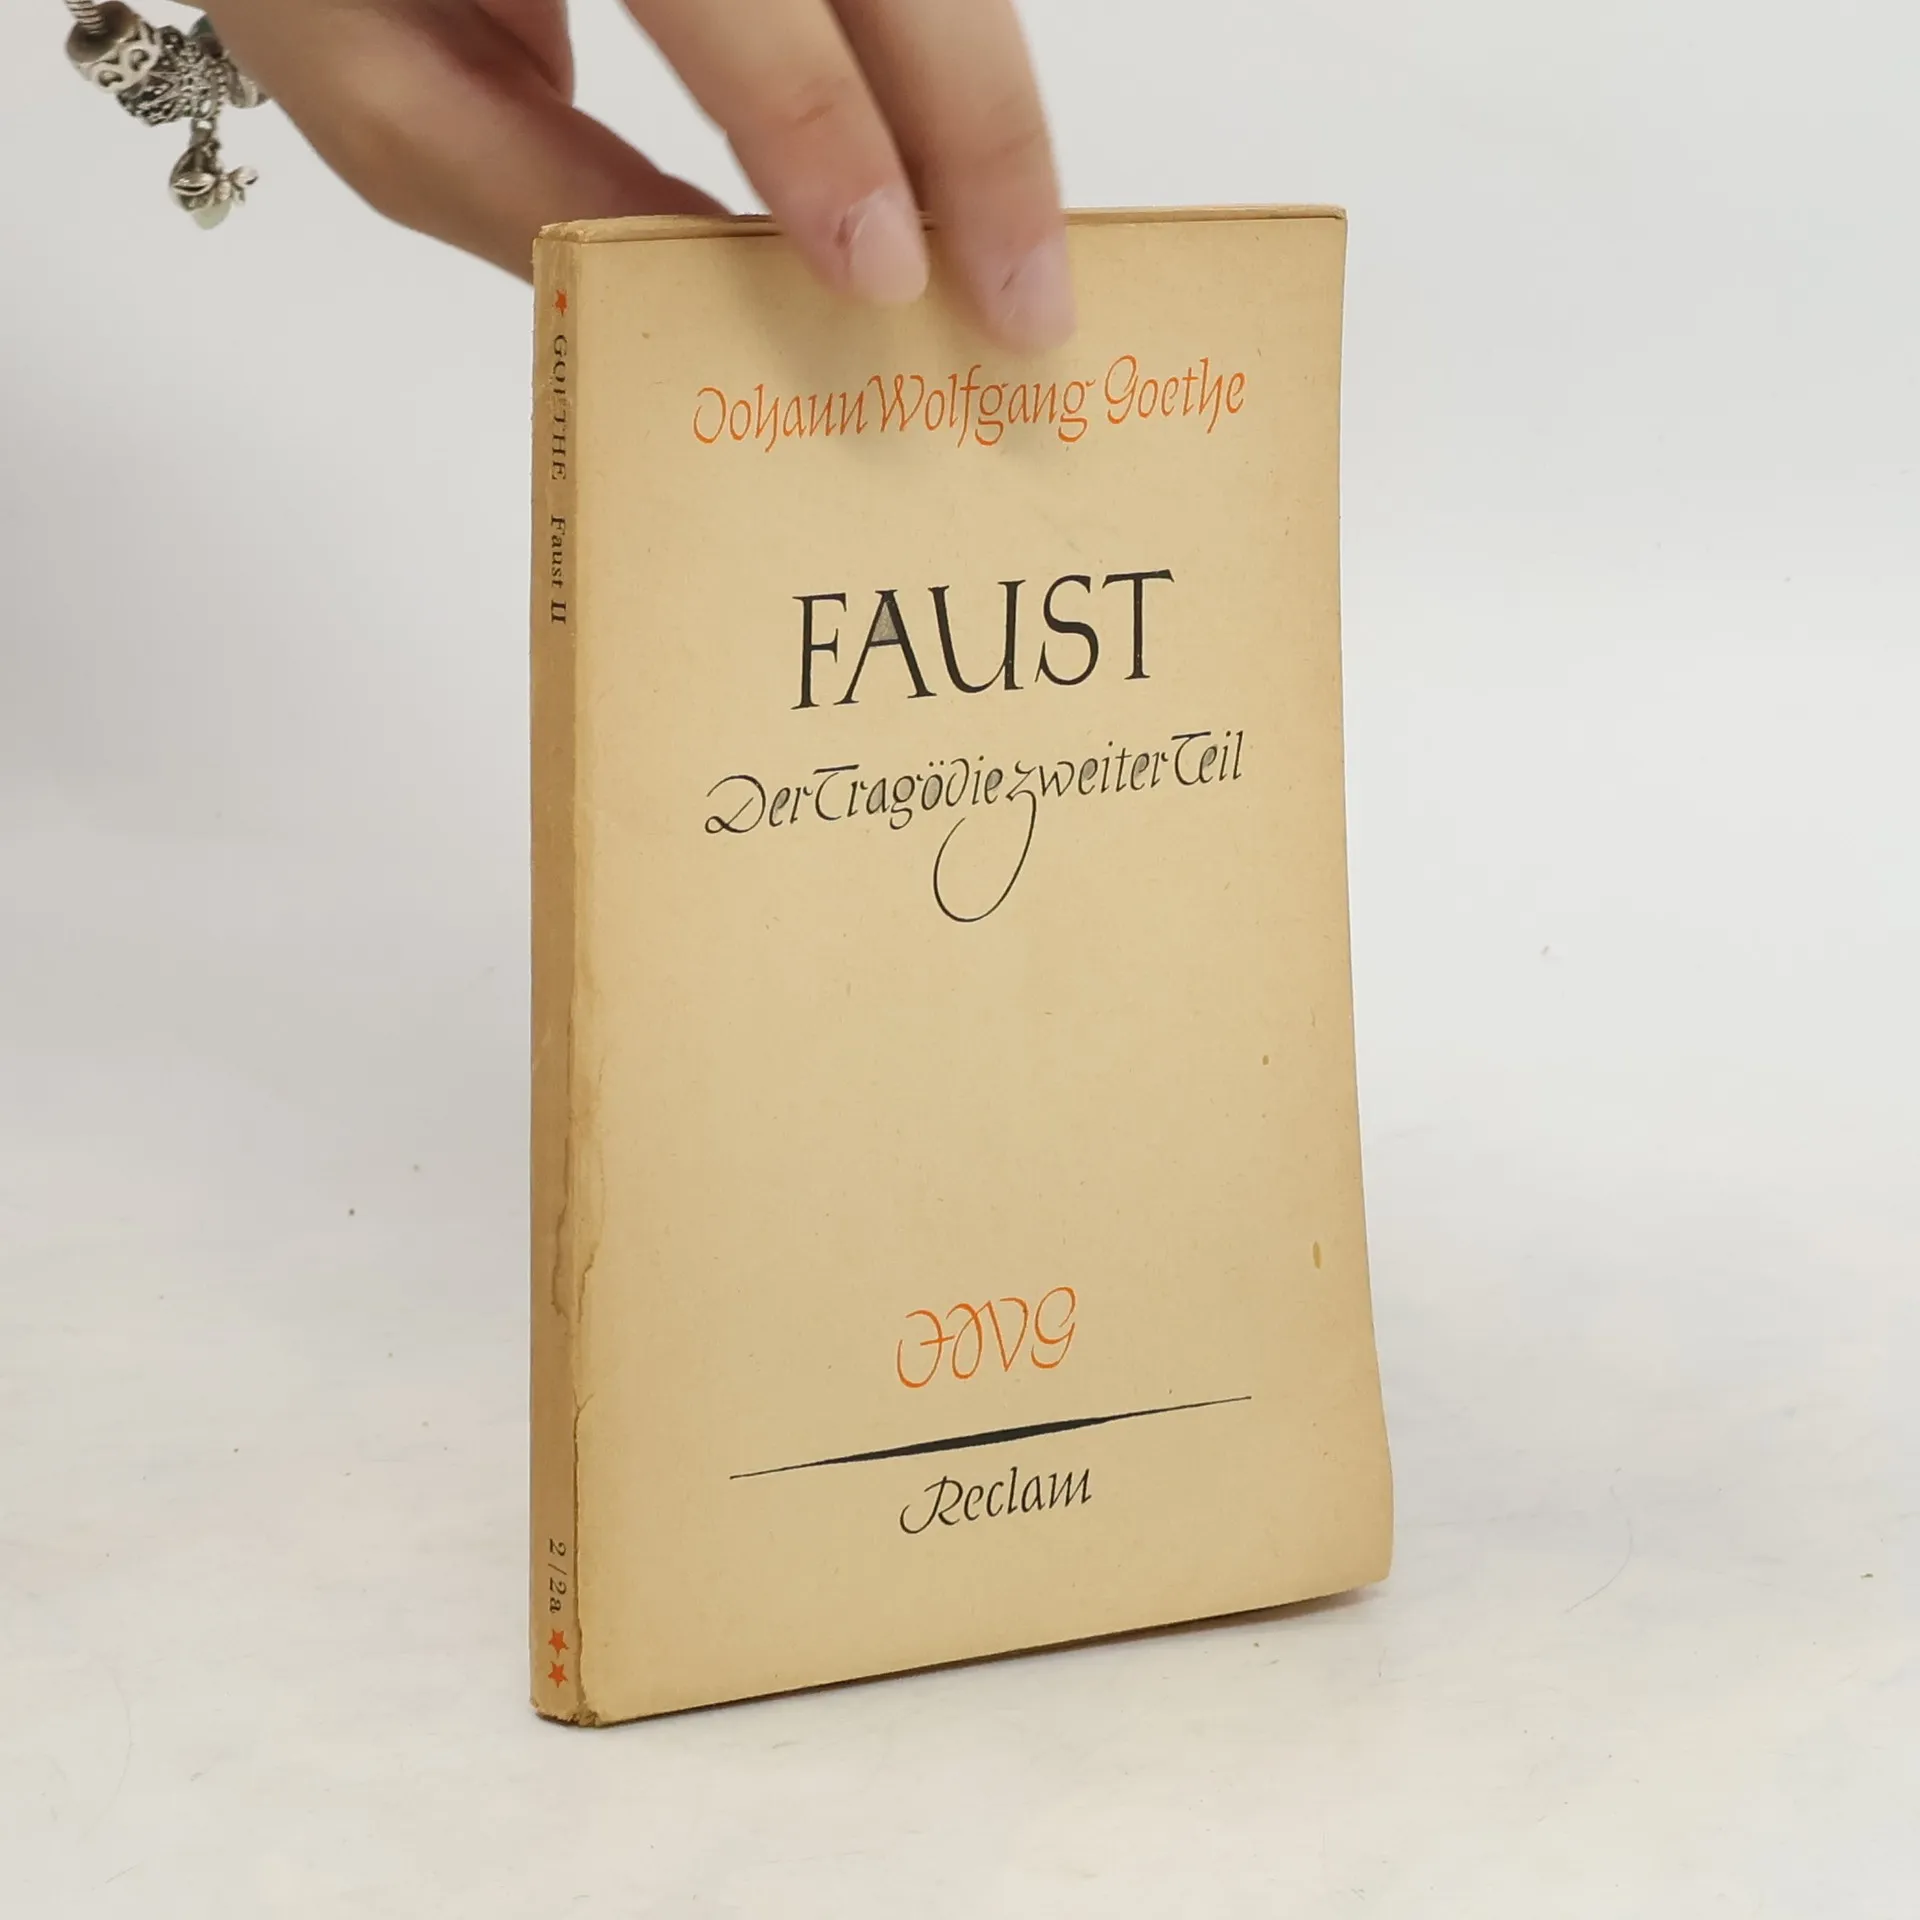 Johann Wolfgang Goethe
FAUST
Der Tragödie zweiter Teil
JWG
Reclam
GOETHE Faust II
2/2a